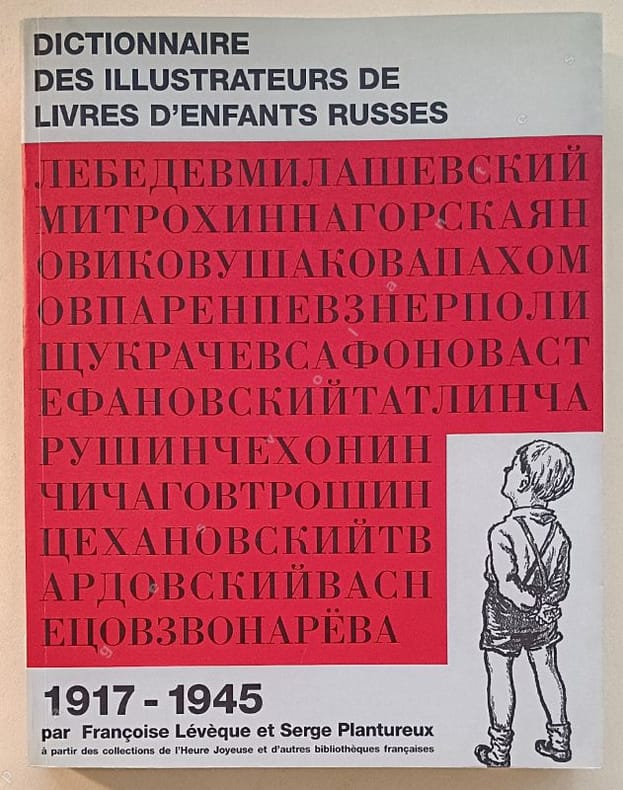 DICTIONNAIRE
DES ILLUSTRATEURS DE
LIVRES D'ENFANTS RUSSES
ЛЕБЕДЕВМИЛАШЕВСКИЙ
МИТРОХИННАГОРСКАЯН
ОВИКОВУШАКОВАПАХОМ
ОВПАРЕНПЕВЗНЕРПОЛИ
ЩУКРАЧЕВСАФОНОВАСТ
ЕФАНОВСКИЙТАТЛИНЧА
РУШИНЧЕХОНИН
ЧИЧАГОВТРОШИН
ЦЕХАНОВСКИЙТВ
АРДОВСКИЙВАСН
ЕЦОВЗВОНАРЁВА
1917 - 1945
par Françoise Lévèque et Serge Plantureux
à partir des collections de l'Heure Joyeuse et d'autres bibliothèques françaises